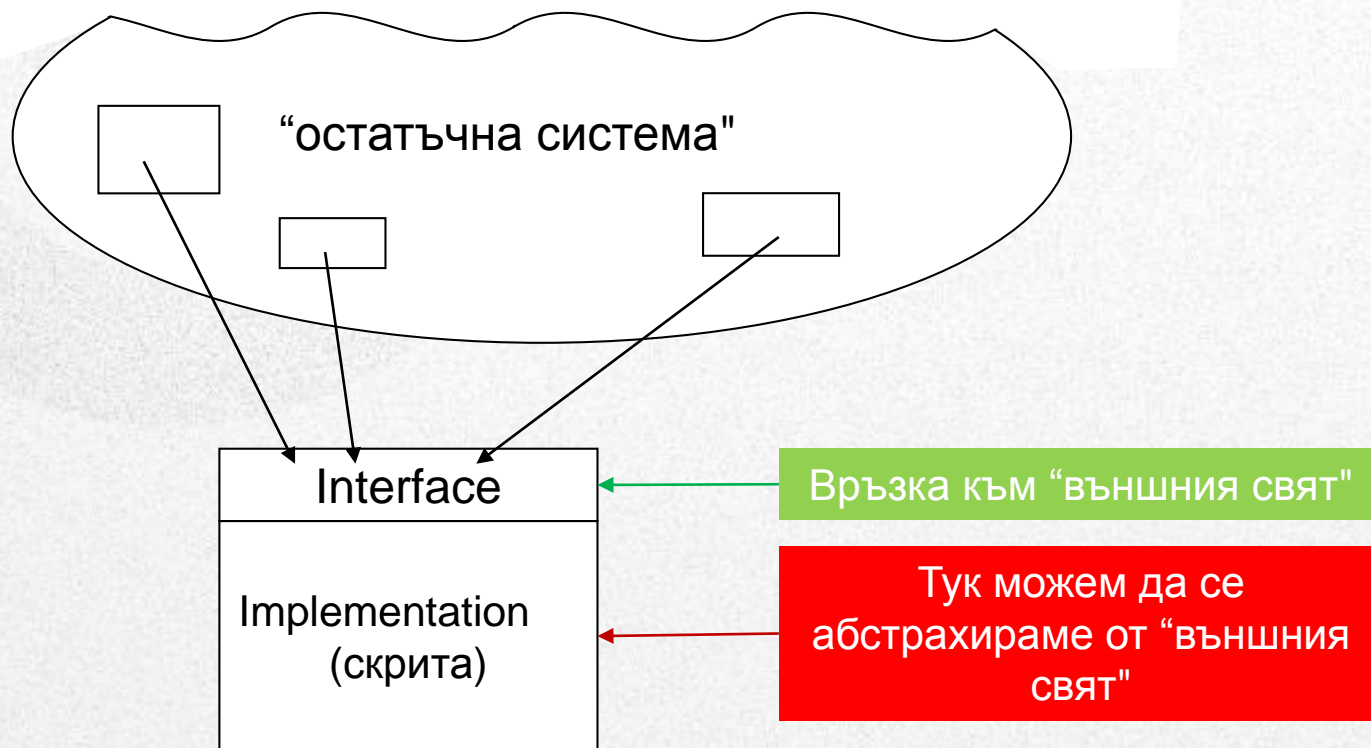 “остатъчна система"
Interface
Връзка към “външния свят"
Implementation
(скрита)
Тук можем да се
абстрахираме от “външния
свят"